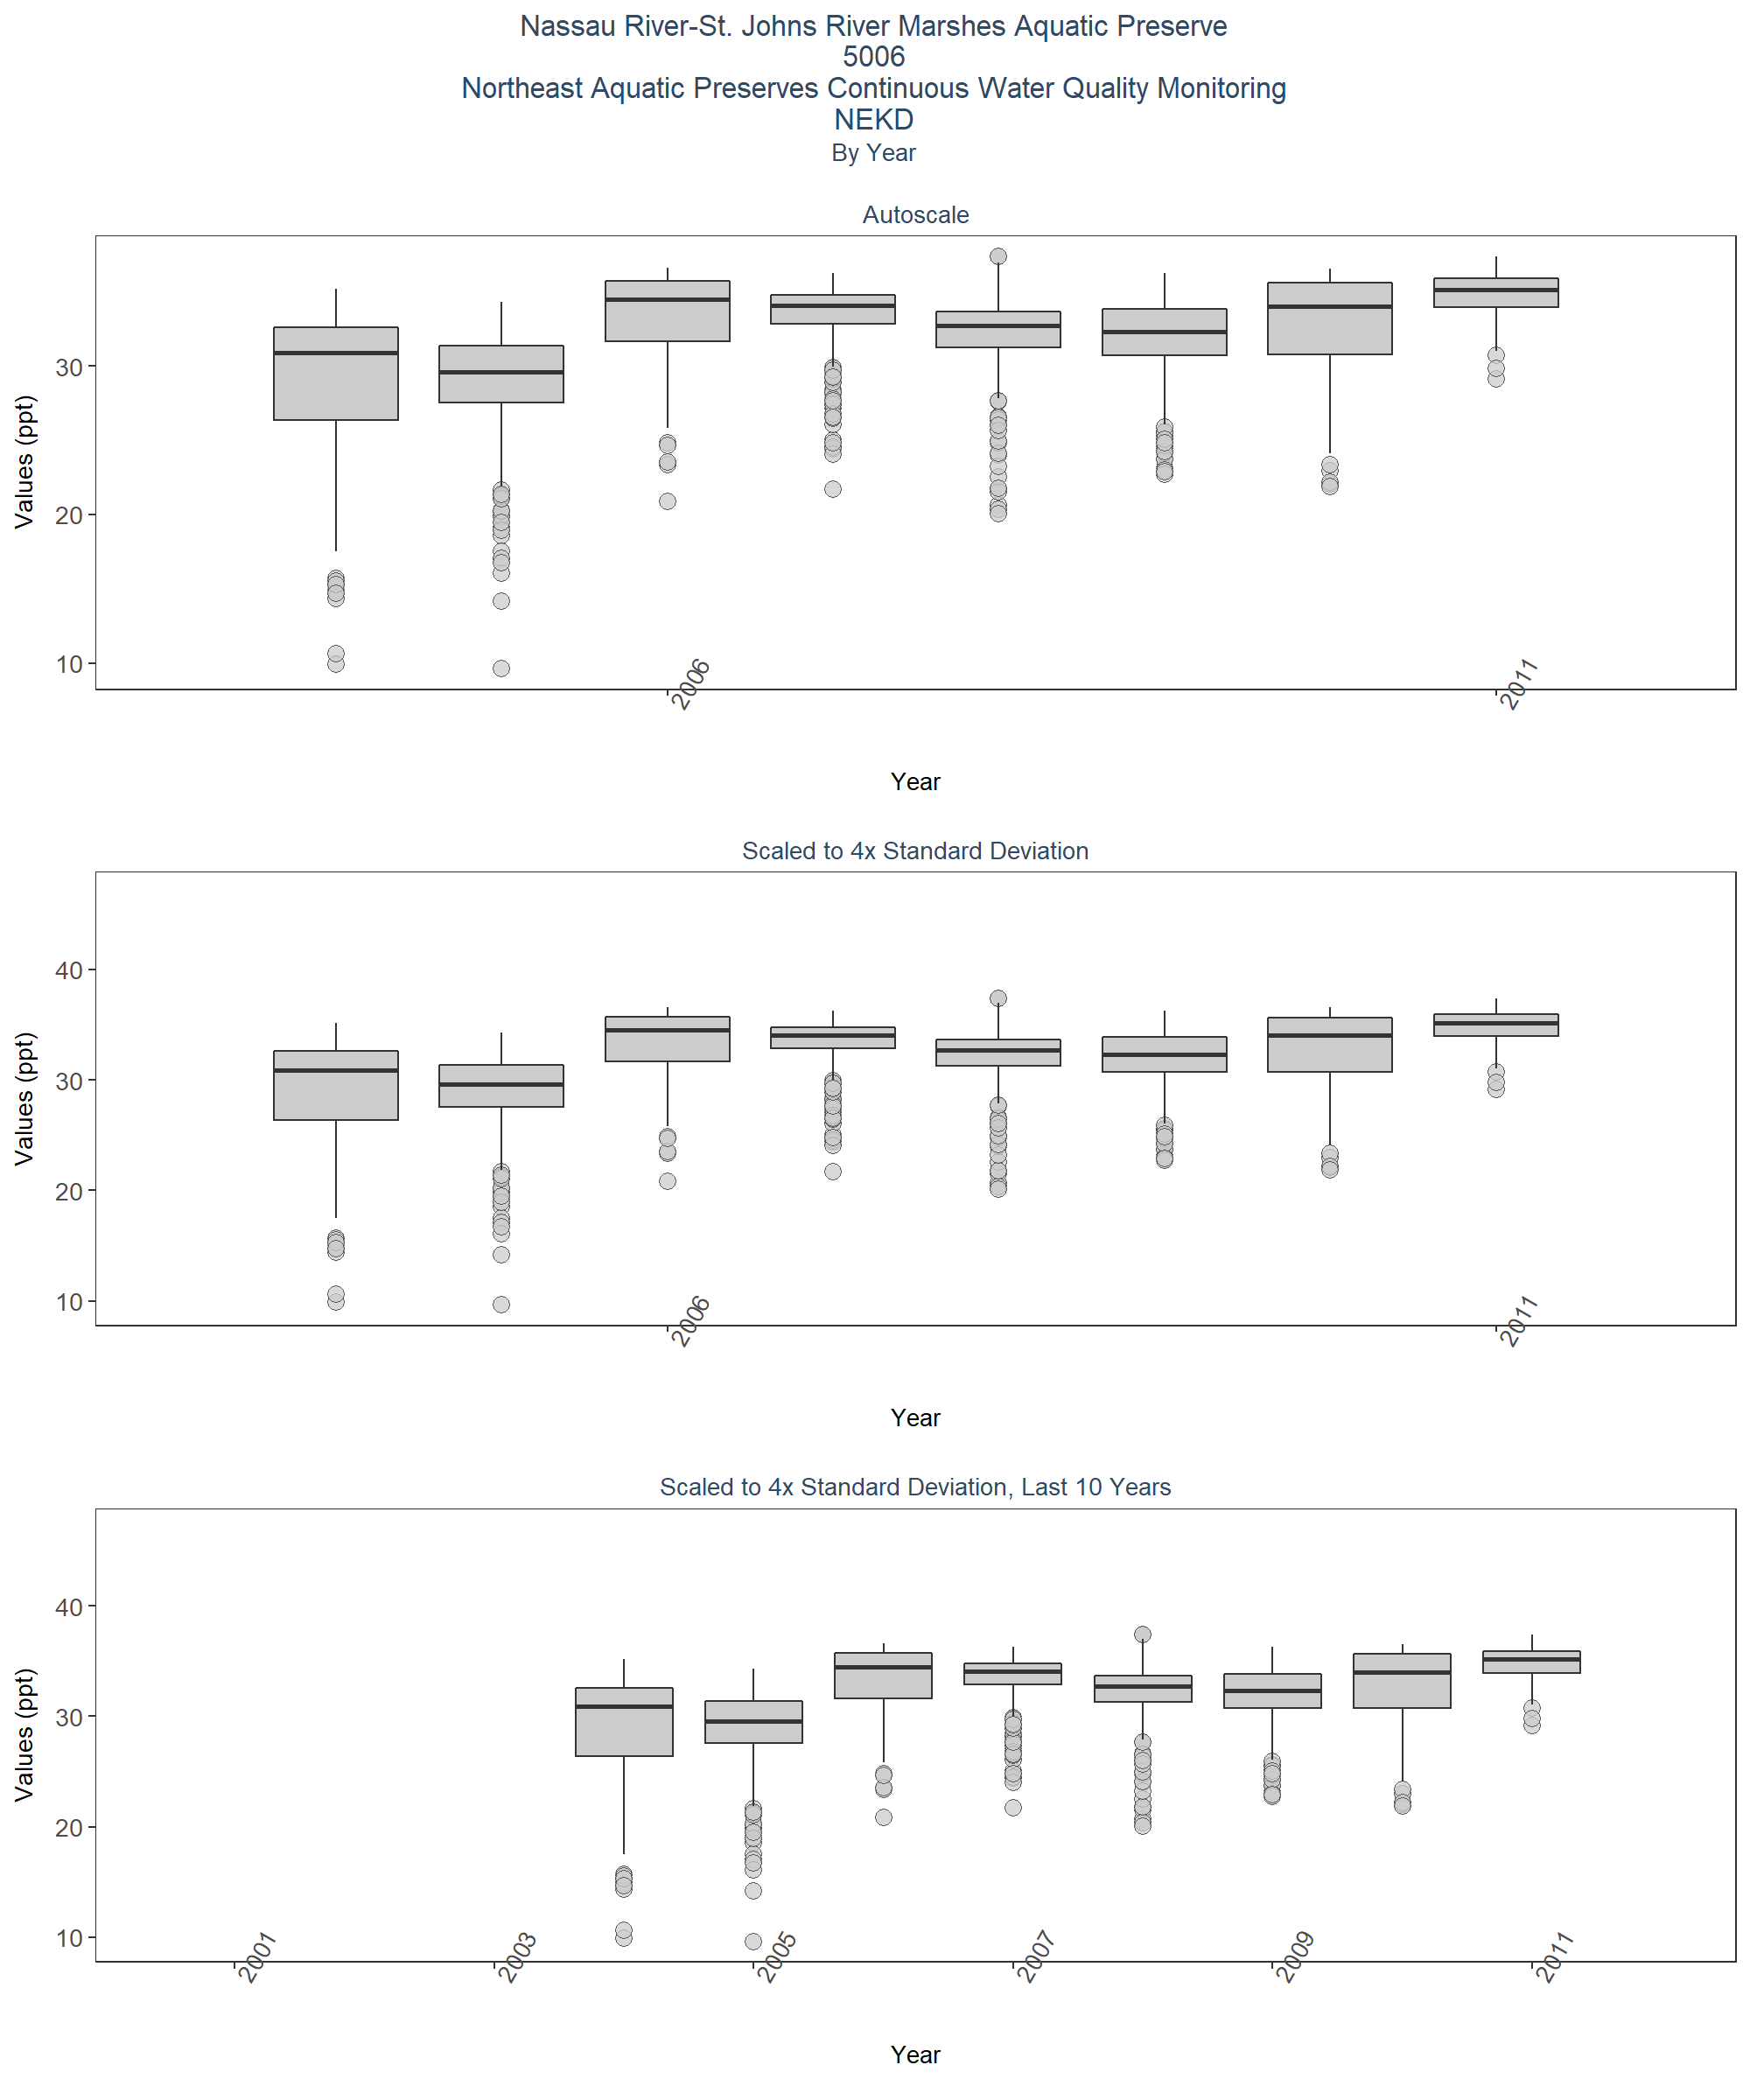 Nassau River-St. Johns River Marshes Aquatic Preserve
5006
Northeast Aquatic Preserves Continuous Water Quality Monitoring
NEKD
By Year
Autoscale
Values (ppt)
30
20
10
2006
2011
Year
Scaled to 4x Standard Deviation
Values (ppt)
40
30
20
10
2006
2011
Year
Scaled to 4x Standard Deviation, Last 10 Years
Values (ppt)
40
30
20
10
2001
2003
2005
2007
2009
2011
Year